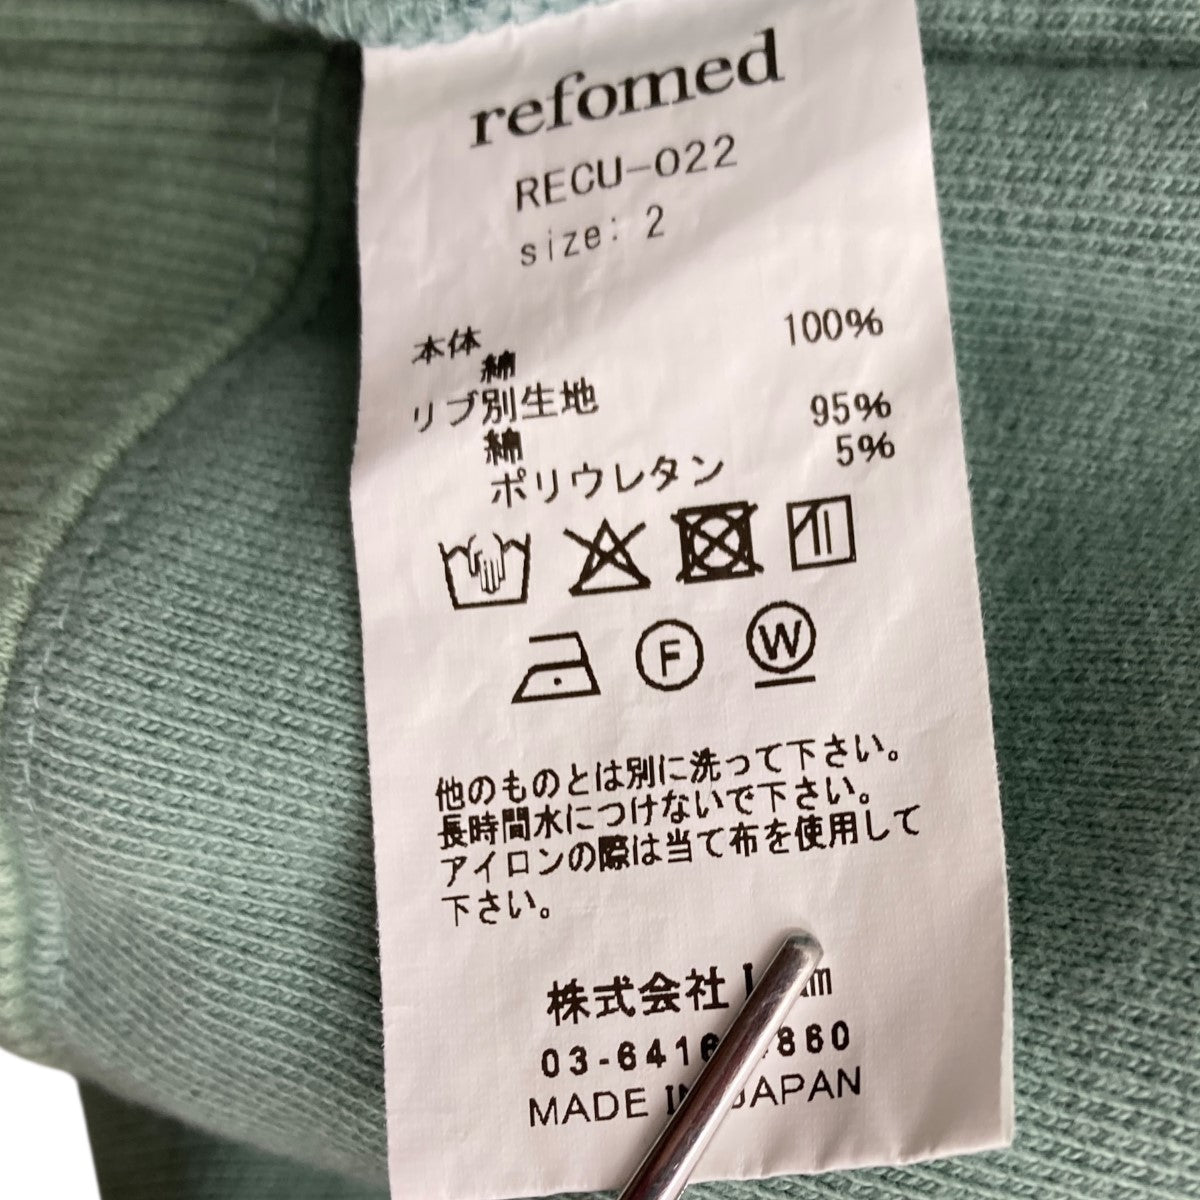 refomed
RECU-022
size: 2
本体
綿 100%
リブ別生地
綿 95%
ポリウレタン 5%
F W
他のものとは別に洗って下さい。
長時間水につけないで下さい。
アイロンの際は当て布を使用して
下さい。
株式会社
MADE IN JAPAN